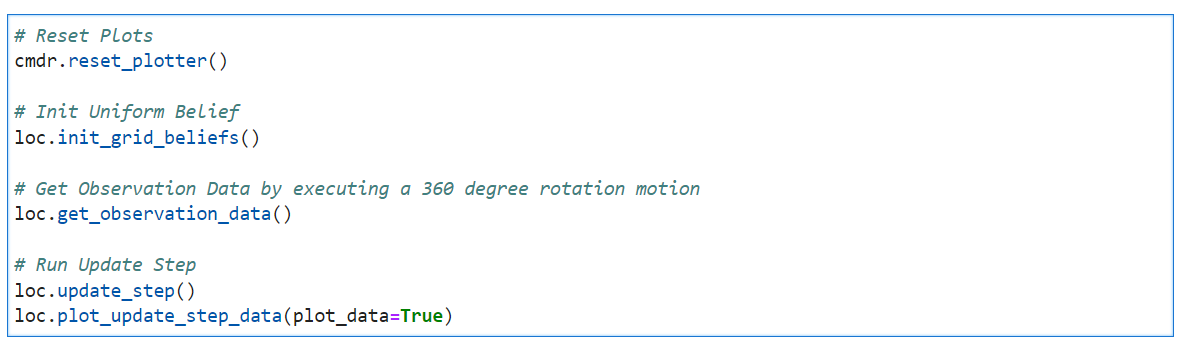 # Reset Plots
cmdr.reset_plotter()
# Init Uniform Belief
loc.init_grid_beliefs()
# Get Observation Data by executing a 360 degree rotation motion
loc.get_observation_data()
# Run Update Step
loc.update_step()
loc.plot_update_step_data(plot_data=True)